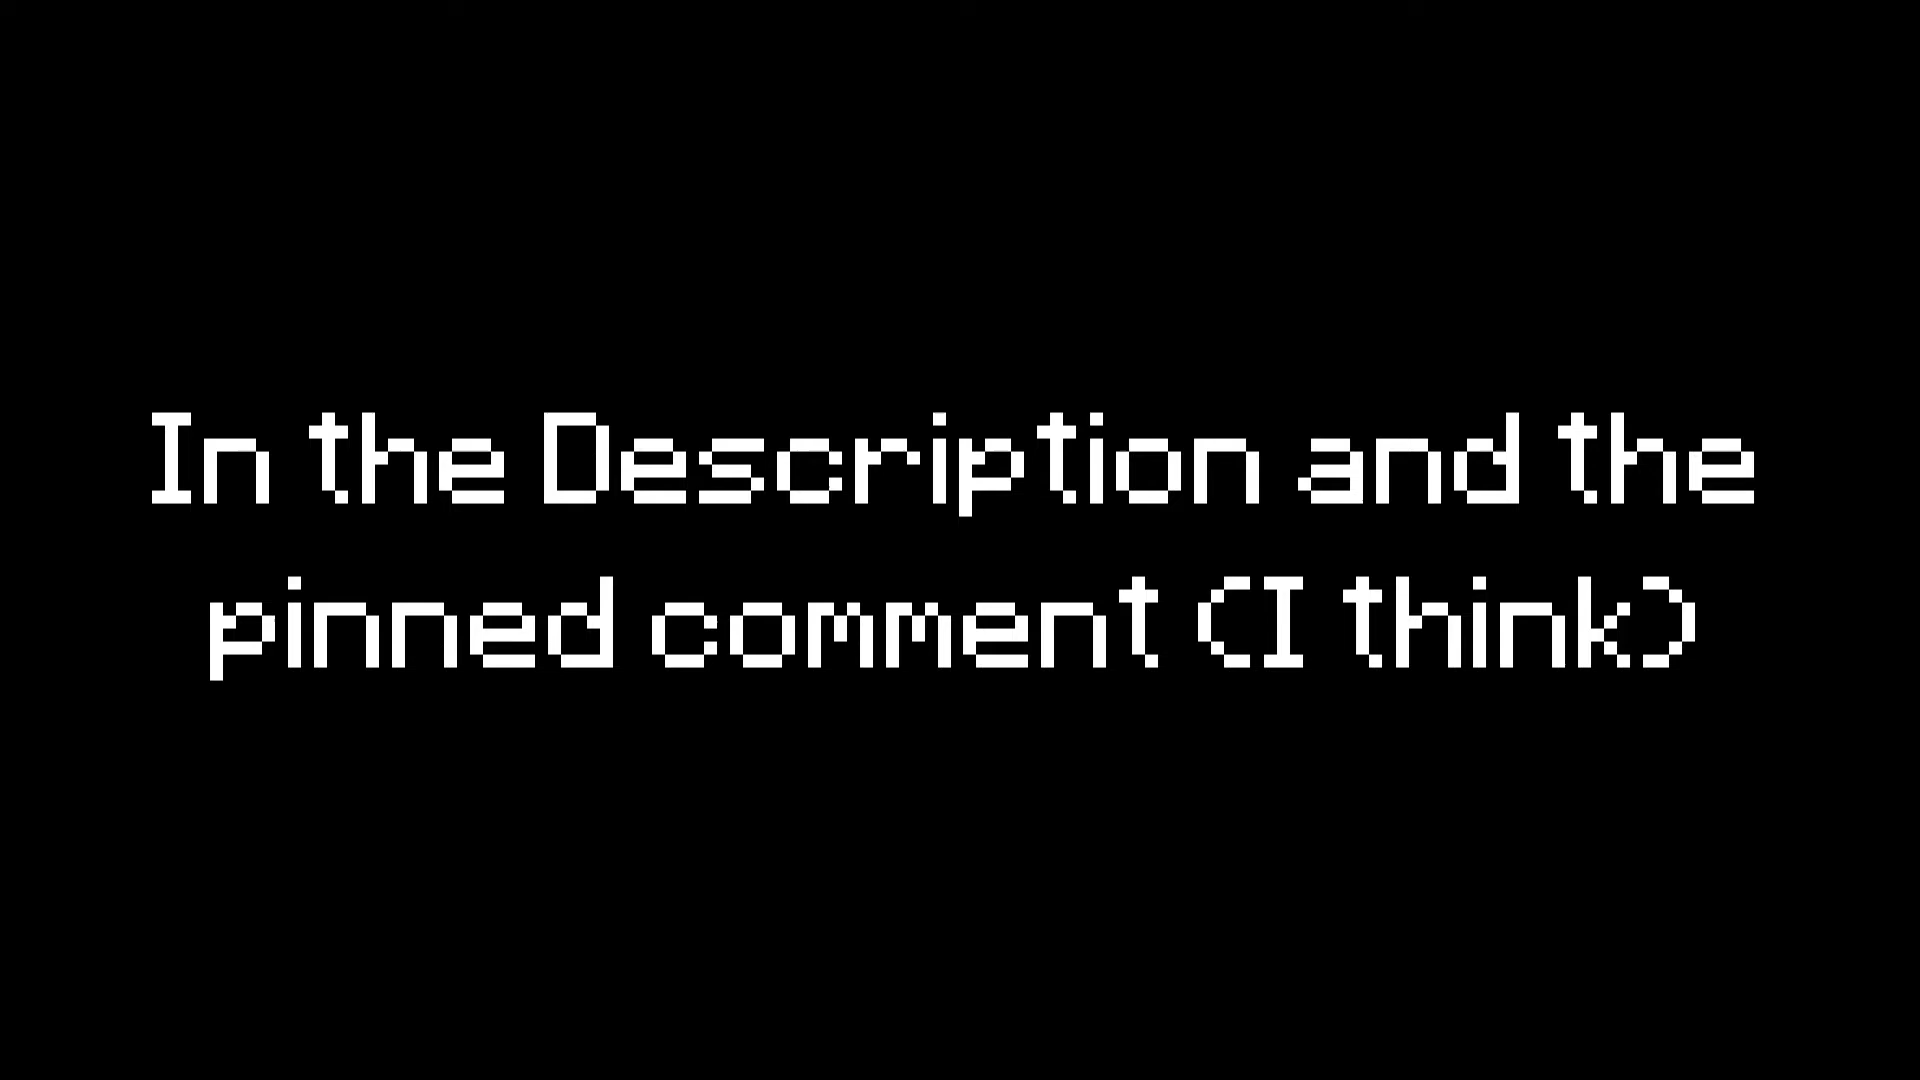 In the Description and the
pinned comment (I think)